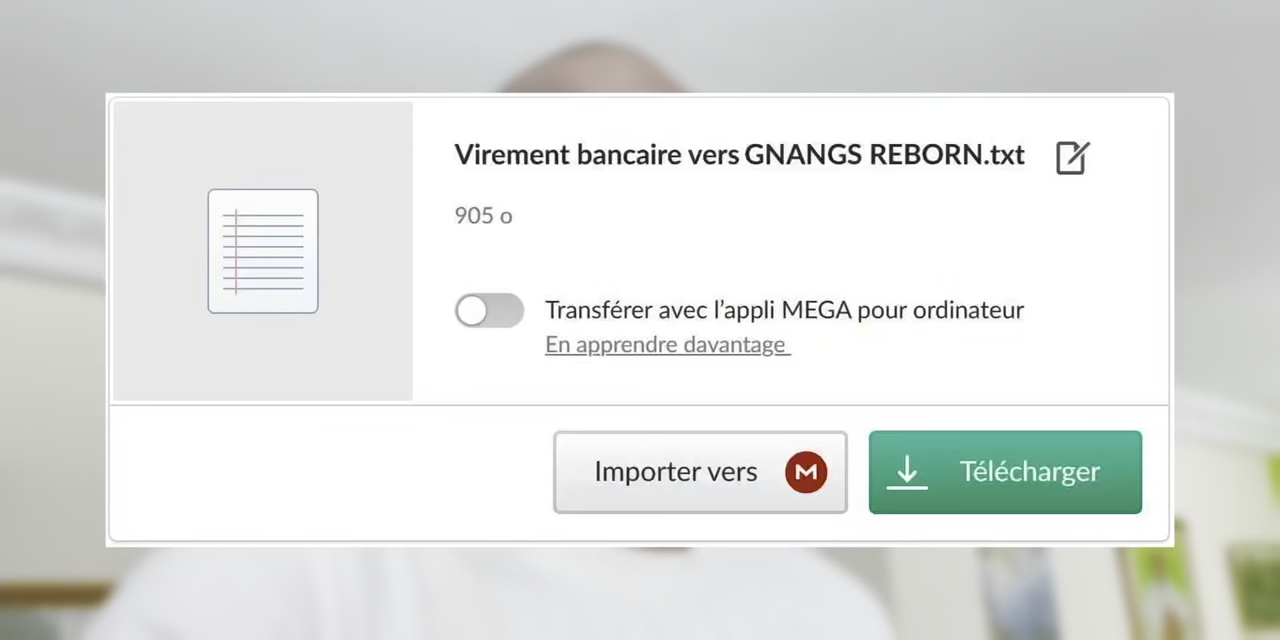 Virement bancaire vers GNANGS REBORN.txt
905 o
Transférer avec l’appli MEGA pour ordinateur
En apprendre davantage
Importer vers M
Télécharger